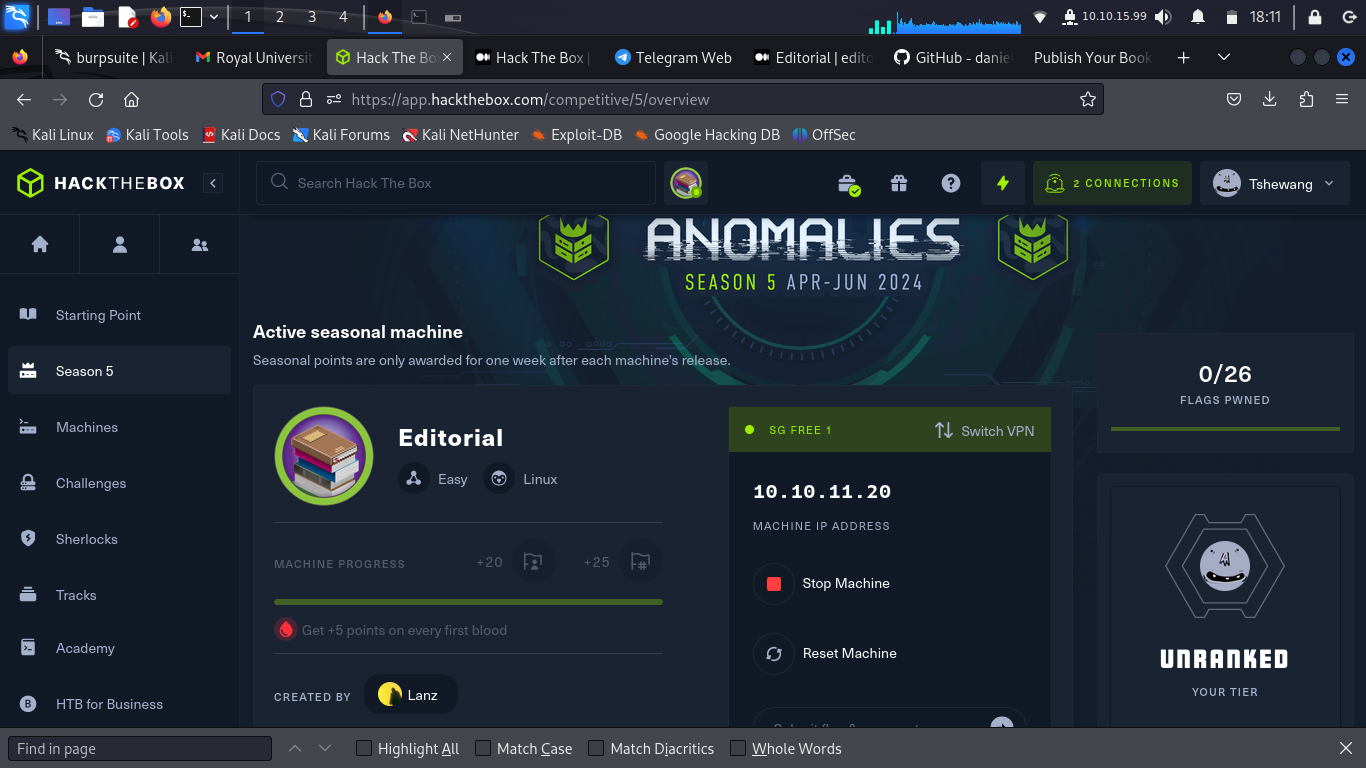 1 2 3 4 10.10.15.99 18:11
burpsuite | Kali Royal Universit Hack The Bo Hack The Box | Telegram Web Editorial | edito GitHub - daniel Publish Your Book
https://app.hackthebox.com/competitive/5/overview
Kali Linux Kali Tools Kali Docs Kali Forums Kali NetHunter Exploit-DB Google Hacking DB OffSec
HACKTHEBOX Search Hack The Box 2 CONNECTIONS Tshewang
ANOMALIES
SEASON 5 APR-JUN 2024
Starting Point
Season 5
Machines
Challenges
Sherlocks
Tracks
Academy
B HTB for Business
Active seasonal machine
Seasonal points are only awarded for one week after each machine's release.
Editorial
Easy Linux
MACHINE PROGRESS +20 +25
Get +5 points on every first blood
CREATED BY Lanz
SG FREE 1 Switch VPN
10.10.11.20
MACHINE IP ADDRESS
Stop Machine
Reset Machine
0/26
FLAGS PWNED
UNRANKED
YOUR TIER
Find in page Highlight All Match Case Match Diacritics Whole Words